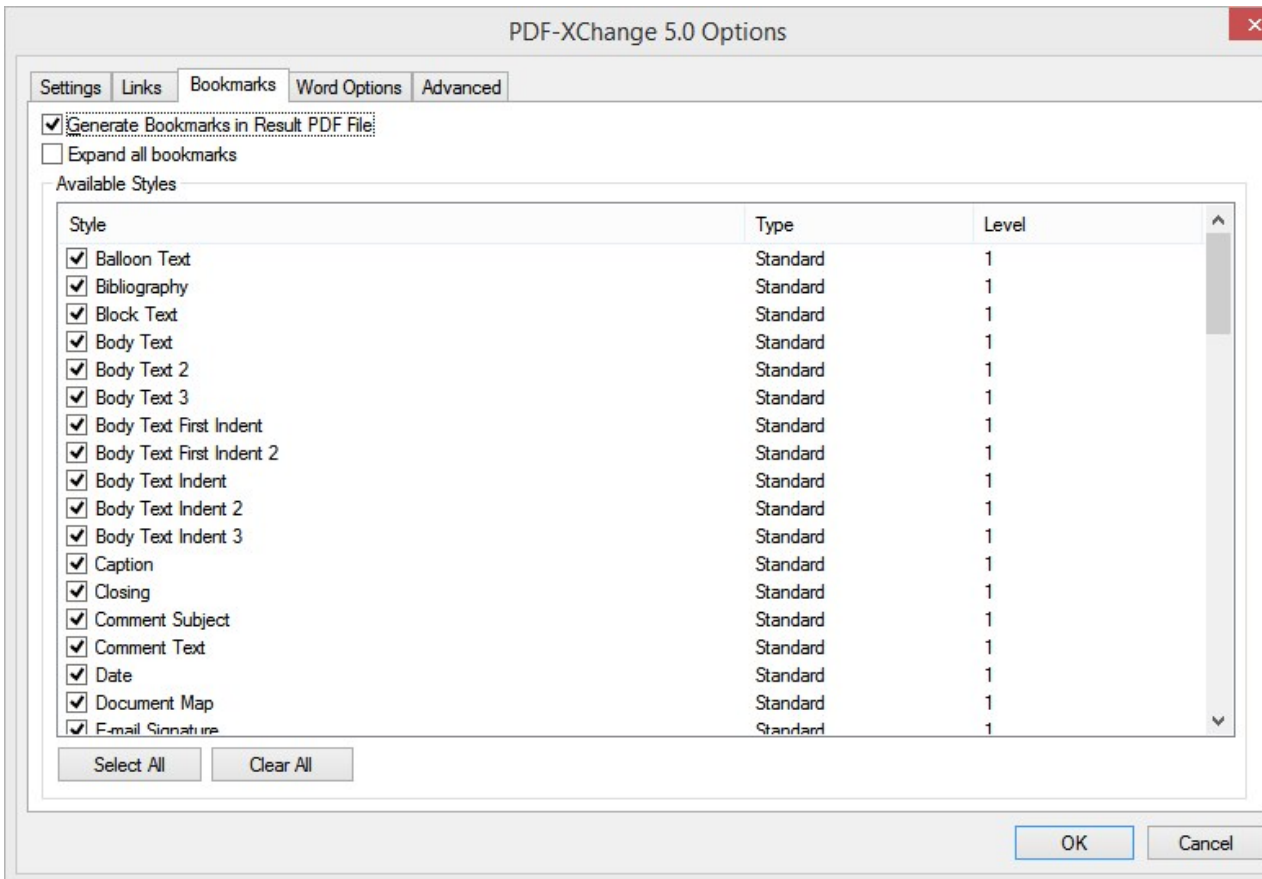 PDF-XChange 5.0 Options
Settings Links Bookmarks Word Options Advanced
Generate Bookmarks in Result PDF File
Expand all bookmarks
Available Styles
Style Type Level
Balloon Text Standard 1
Bibliography Standard 1
Block Text Standard 1
Body Text Standard 1
Body Text 2 Standard 1
Body Text 3 Standard 1
Body Text First Indent Standard 1
Body Text First Indent 2 Standard 1
Body Text Indent Standard 1
Body Text Indent 2 Standard 1
Body Text Indent 3 Standard 1
Caption Standard 1
Closing Standard 1
Comment Subject Standard 1
Comment Text Standard 1
Date Standard 1
Document Map Standard 1
E-mail Signature Standard 1
Select All Clear All
OK Cancel